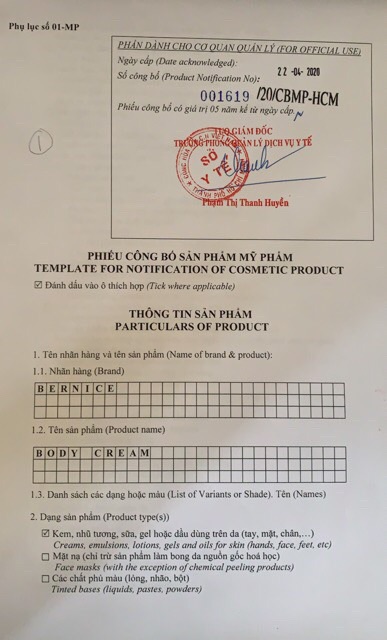 Phụ lục số 01-MP
PHẦN DÀNH CHO CƠ QUAN QUẢN LÝ (FOR OFFICIAL USE)
Ngày cấp (Date acknowledged):
22 -04- 2020
Số công bố (Product Notification No):
001619 /20/CBMP-HCM
Phiếu công bố có giá trị 05 năm kể từ ngày cấp.
TUQ.GIÁM ĐỐC
TRƯỞNG PHÒNG QUẢN LÝ DỊCH VỤ Y TẾ
SỞ
Y TẾ
Phạm Thị Thanh Huyền
1
PHIẾU CÔNG BỐ SẢN PHẨM MỸ PHẨM
TEMPLATE FOR NOTIFICATION OF COSMETIC PRODUCT
☑ Đánh dấu vào ô thích hợp (Tick where applicable)
THÔNG TIN SẢN PHẨM
PARTICULARS OF PRODUCT
1. Tên nhãn hàng và tên sản phẩm (Name of brand & product):
1.1. Nhãn hàng (Brand)
BERNICE
1.2. Tên sản phẩm (Product name)
BODY CREAM
1.3. Danh sách các dạng hoặc màu (List of Variants or Shade). Tên (Names)
2. Dạng sản phẩm (Product type(s))
☑ Kem, nhũ tương, sữa, gel hoặc dầu dùng trên da (tay, mặt, chân,…)
Creams, emulsions, lotions, gels and oils for skin (hands, face, feet, etc)
☐ Mặt nạ (chỉ trừ sản phẩm làm bong da nguồn gốc hoá học)
Face masks (with the exception of chemical peeling products)
☐ Các chất phủ màu (lỏng, nhão, bột)
Tinted bases (liquids, pastes, powders)